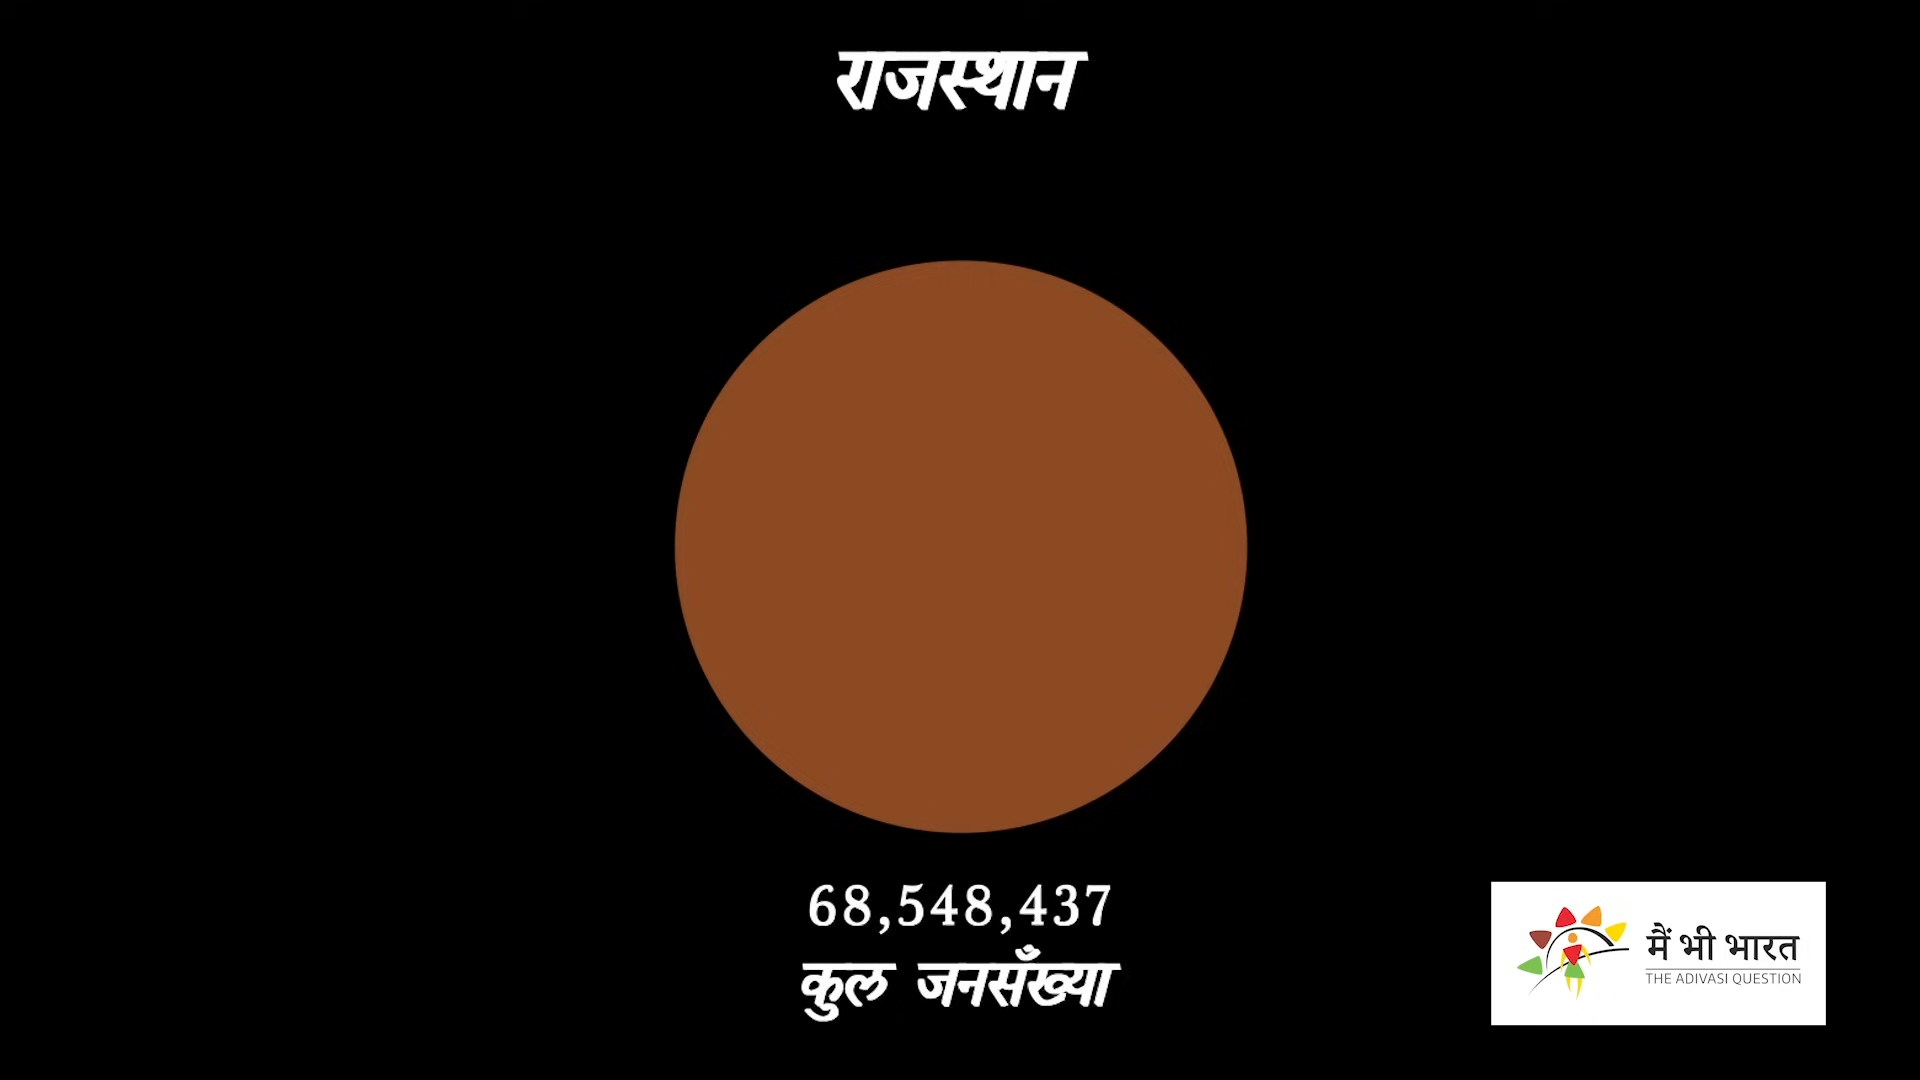 राजस्थान
68,548,437
कुल जनसँख्या
मैं भी भारत
THE ADIVASI QUESTION